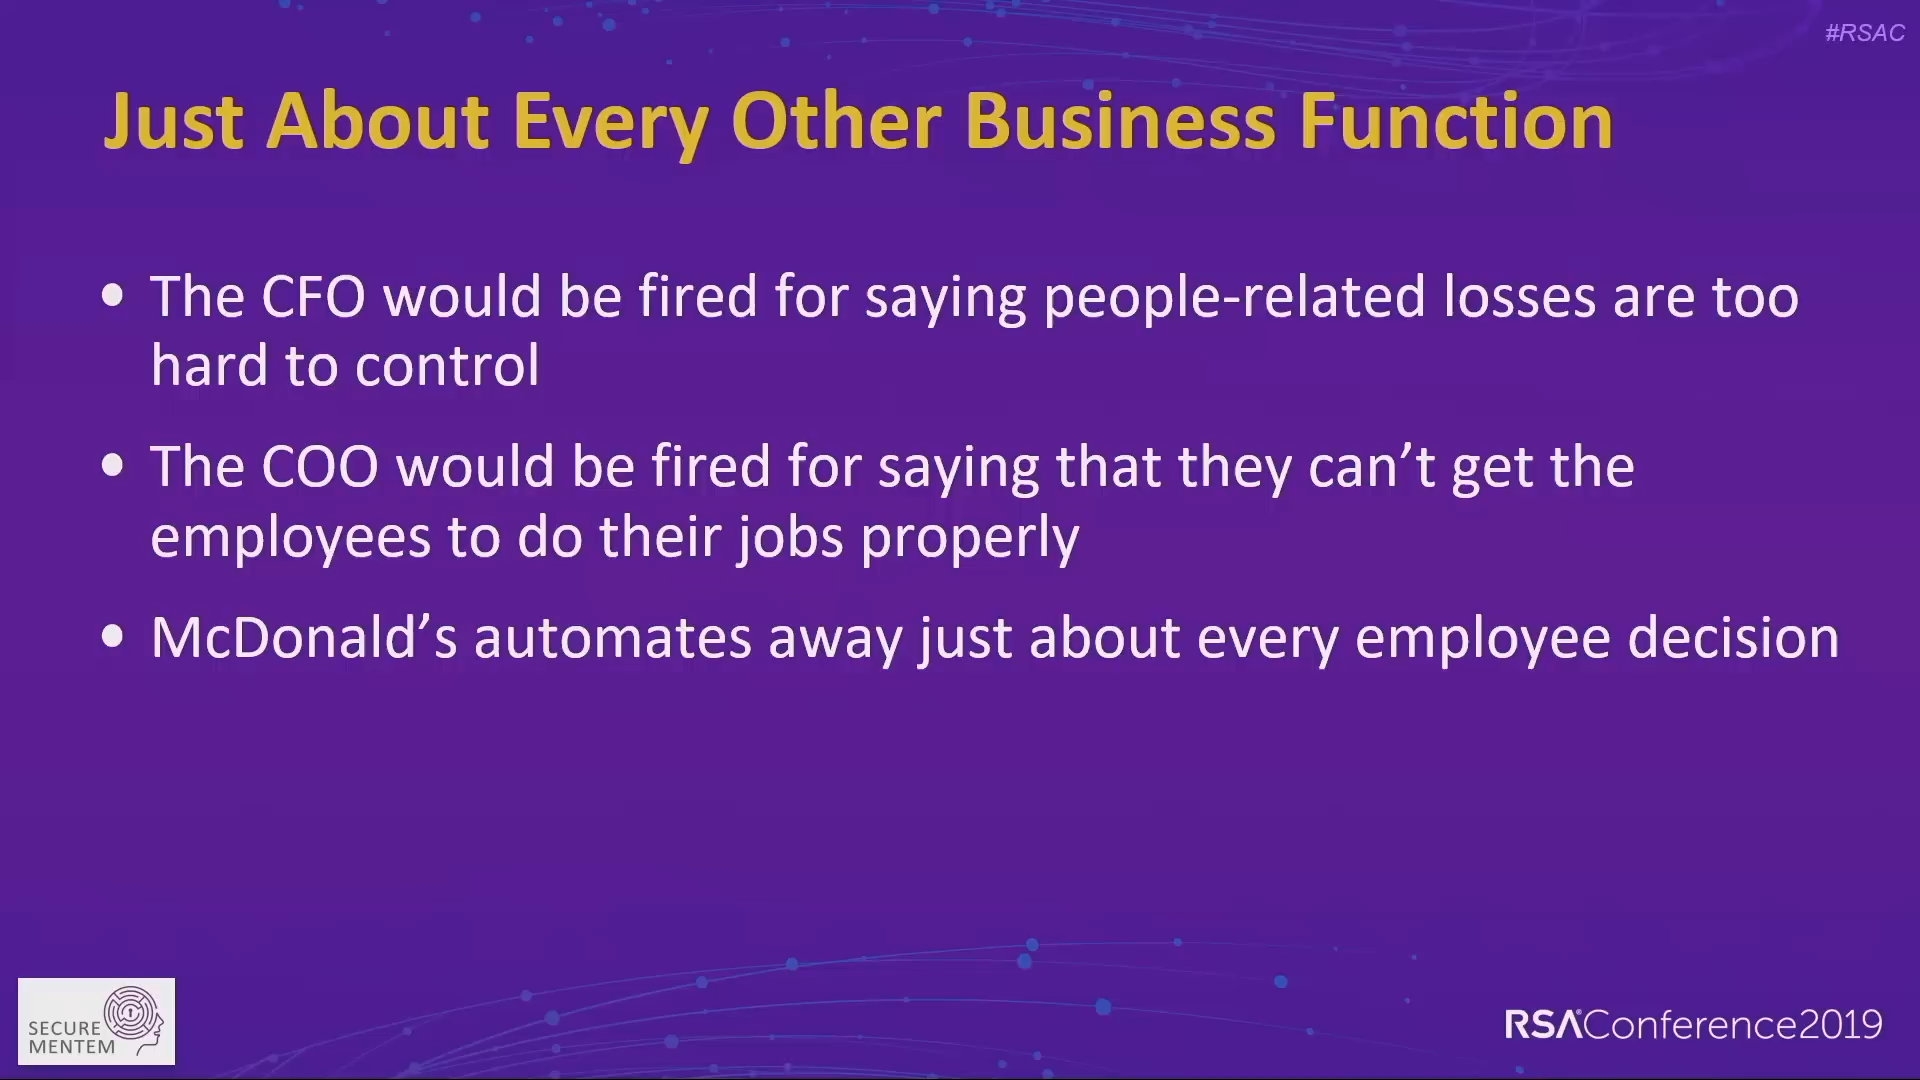 #RSAC
Just About Every Other Business Function
• The CFO would be fired for saying people-related losses are too
hard to control
• The COO would be fired for saying that they can’t get the
employees to do their jobs properly
• McDonald’s automates away just about every employee decision
SECURE
MENTEM
RSAConference2019